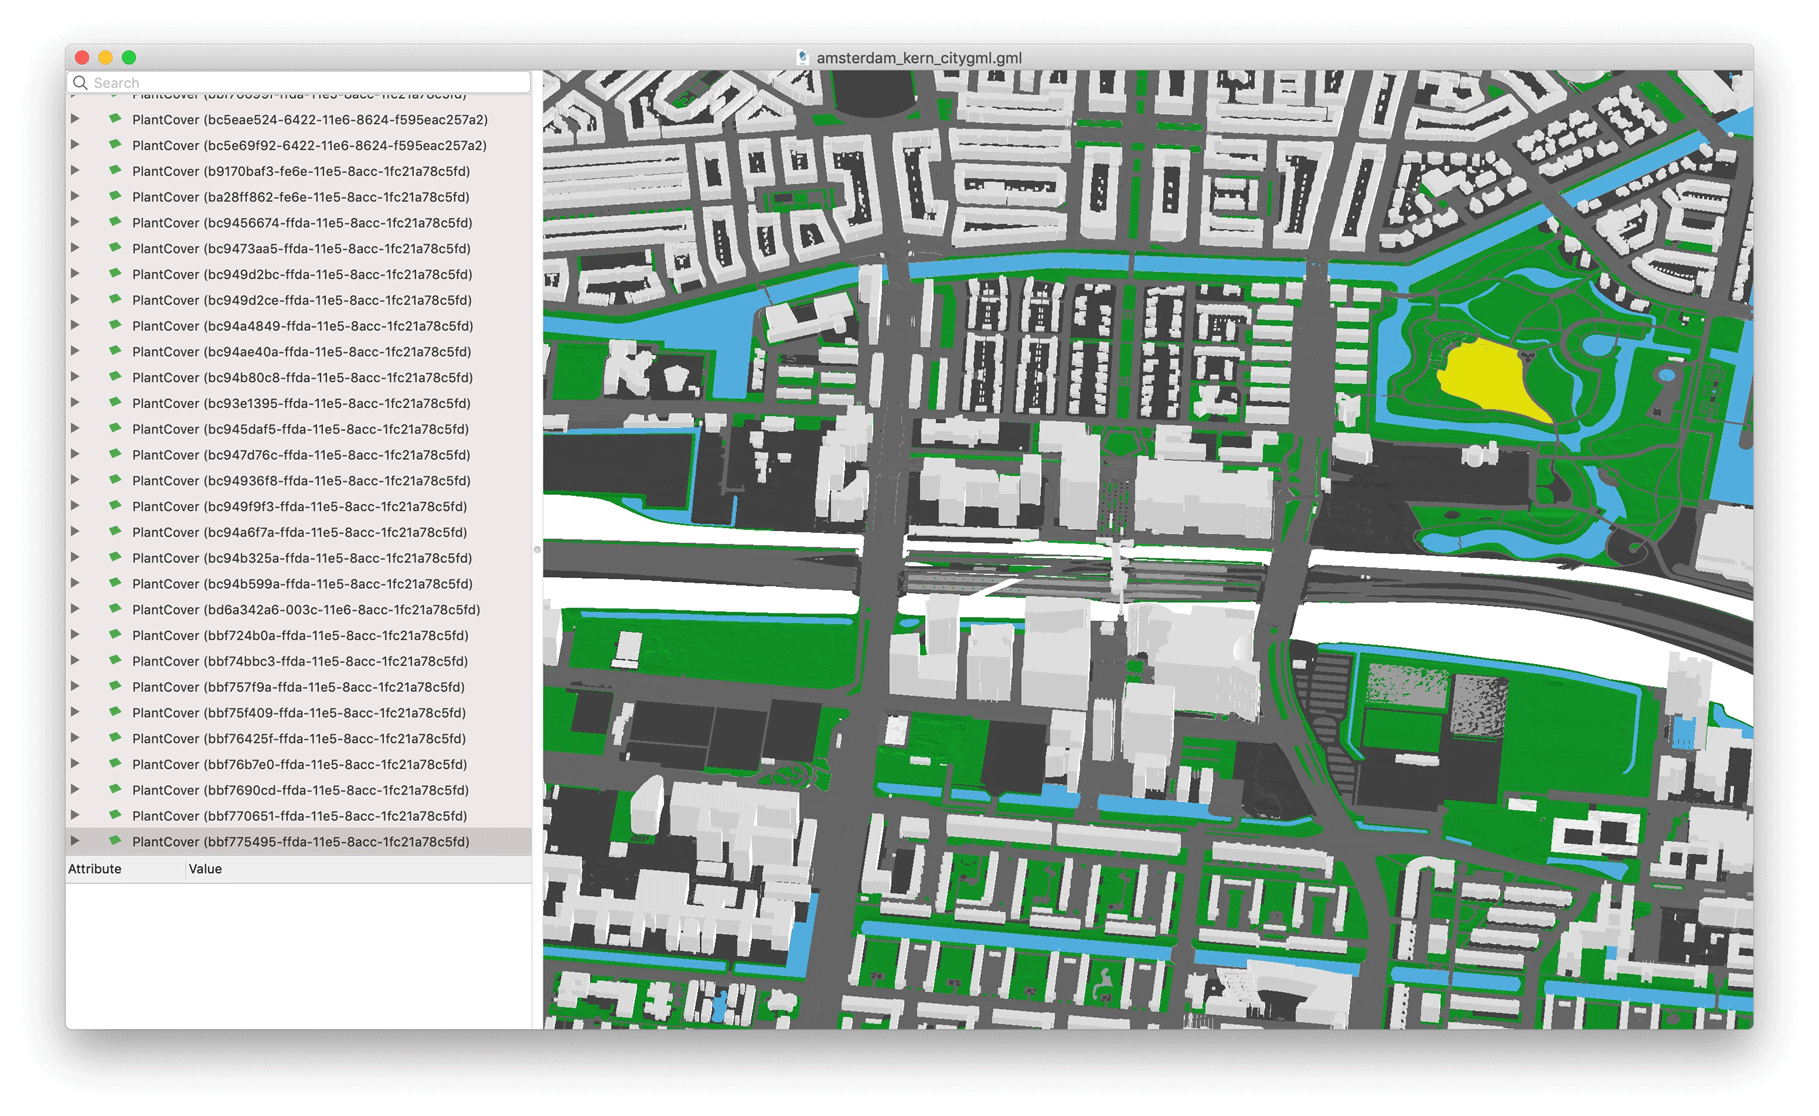 amsterdam_kern_citygml.gml
Search
PlantCover (bbf76699f-ffda-11e5-8acc-1fc21a78c5fd)
PlantCover (bc5eae524-6422-11e6-8624-f595eac257a2)
PlantCover (bc5e69f92-6422-11e6-8624-f595eac257a2)
PlantCover (b9170baf3-fe6e-11e5-8acc-1fc21a78c5fd)
PlantCover (ba28ff862-fe6e-11e5-8acc-1fc21a78c5fd)
PlantCover (bc9456674-ffda-11e5-8acc-1fc21a78c5fd)
PlantCover (bc9473aa5-ffda-11e5-8acc-1fc21a78c5fd)
PlantCover (bc949d2bc-ffda-11e5-8acc-1fc21a78c5fd)
PlantCover (bc949d2ce-ffda-11e5-8acc-1fc21a78c5fd)
PlantCover (bc94a4849-ffda-11e5-8acc-1fc21a78c5fd)
PlantCover (bc94ae40a-ffda-11e5-8acc-1fc21a78c5fd)
PlantCover (bc94b80c8-ffda-11e5-8acc-1fc21a78c5fd)
PlantCover (bc93e1395-ffda-11e5-8acc-1fc21a78c5fd)
PlantCover (bc945daf5-ffda-11e5-8acc-1fc21a78c5fd)
PlantCover (bc947d76c-ffda-11e5-8acc-1fc21a78c5fd)
PlantCover (bc94936f8-ffda-11e5-8acc-1fc21a78c5fd)
PlantCover (bc949f9f3-ffda-11e5-8acc-1fc21a78c5fd)
PlantCover (bc94a6f7a-ffda-11e5-8acc-1fc21a78c5fd)
PlantCover (bc94b325a-ffda-11e5-8acc-1fc21a78c5fd)
PlantCover (bc94b599a-ffda-11e5-8acc-1fc21a78c5fd)
PlantCover (bd6a342a6-003c-11e6-8acc-1fc21a78c5fd)
PlantCover (bbf724b0a-ffda-11e5-8acc-1fc21a78c5fd)
PlantCover (bbf74bbc3-ffda-11e5-8acc-1fc21a78c5fd)
PlantCover (bbf757f9a-ffda-11e5-8acc-1fc21a78c5fd)
PlantCover (bbf75f409-ffda-11e5-8acc-1fc21a78c5fd)
PlantCover (bbf76425f-ffda-11e5-8acc-1fc21a78c5fd)
PlantCover (bbf76b7e0-ffda-11e5-8acc-1fc21a78c5fd)
PlantCover (bbf7690cd-ffda-11e5-8acc-1fc21a78c5fd)
PlantCover (bbf770651-ffda-11e5-8acc-1fc21a78c5fd)
PlantCover (bbf775495-ffda-11e5-8acc-1fc21a78c5fd)
Attribute Value